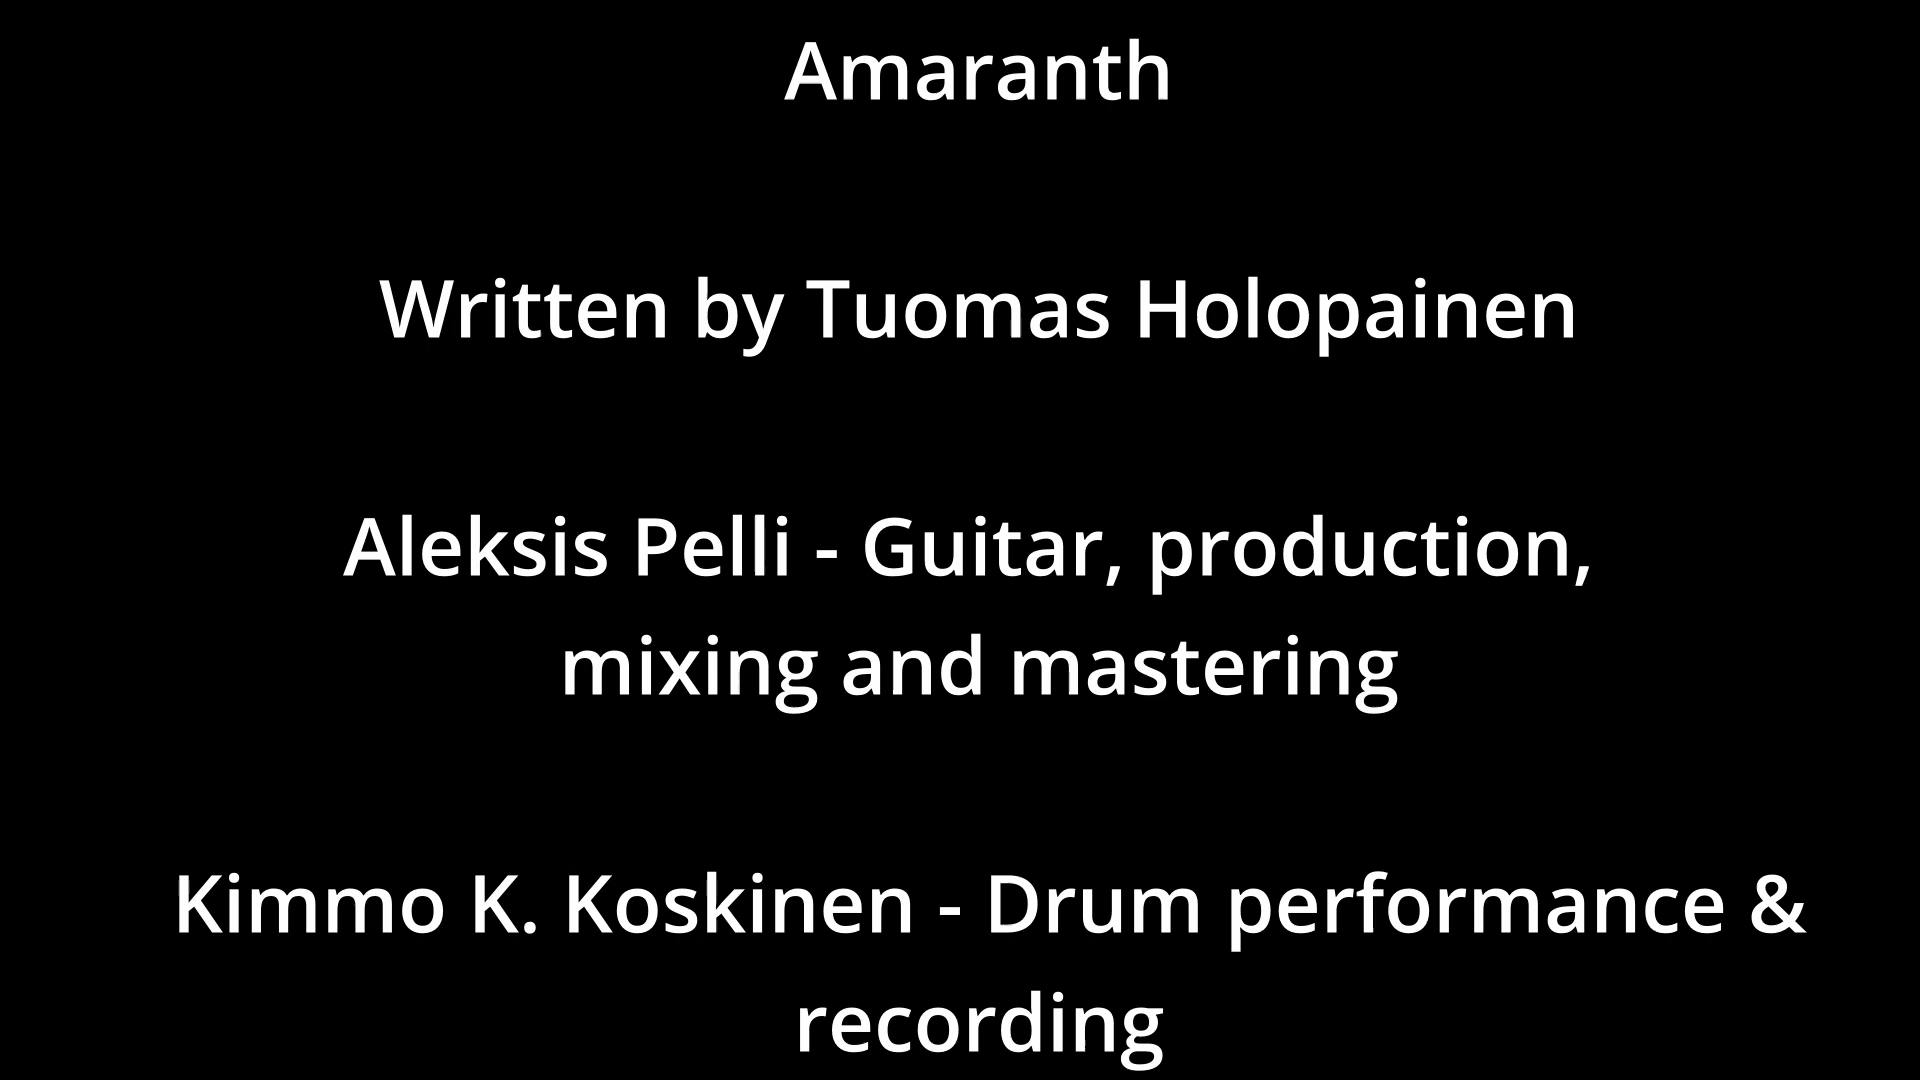 Amaranth
Written by Tuomas Holopainen
Aleksis Pelli - Guitar, production,
mixing and mastering
Kimmo K. Koskinen - Drum performance &
recording